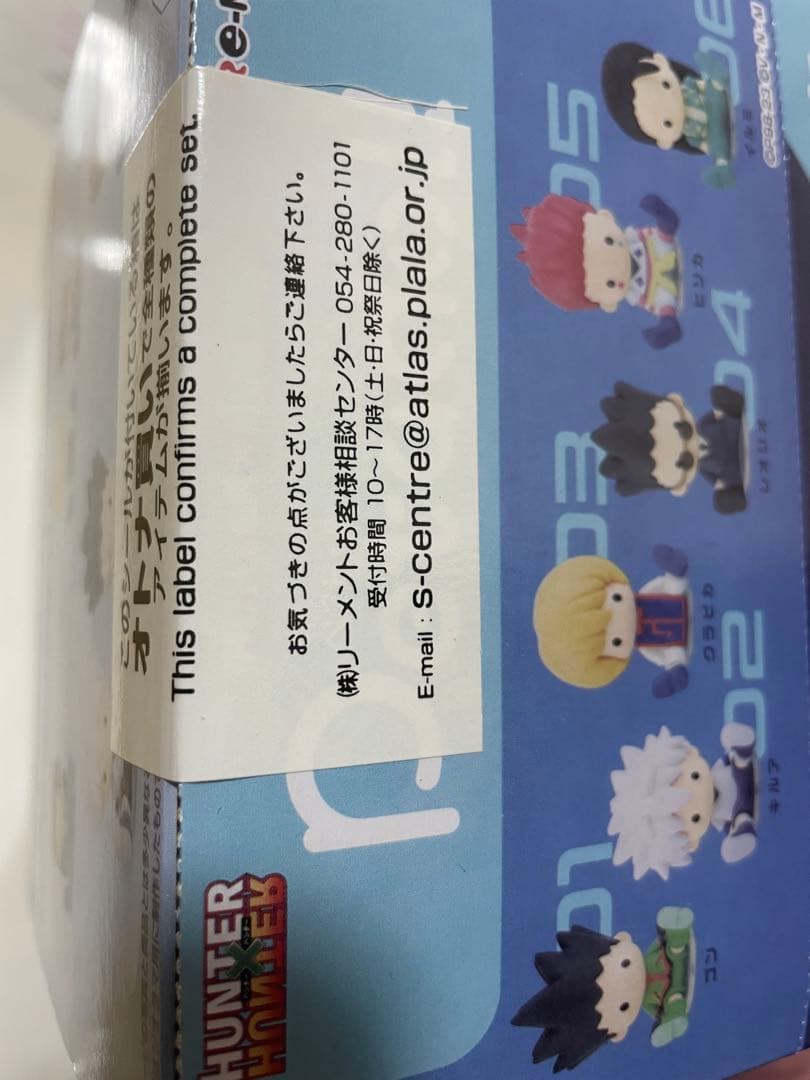 このシールが付いている箱は
オトナ買いで全種類の
アイテムが揃います。
This label confirms a complete set.
お気づきの点がございましたらご連絡下さい。
(株)リーメントお客様相談センター 054-280-1101
受付時間 10～17時(土・日・祝祭日除く)
E-mail : s-centre@atlas.plala.or.jp
HUNTER
HUNTER
01
ゴン
02
キルア
03
クラピカ
04
レオリオ
05
ヒソカ
06
イルミ
©P98-23 ©V・N・M